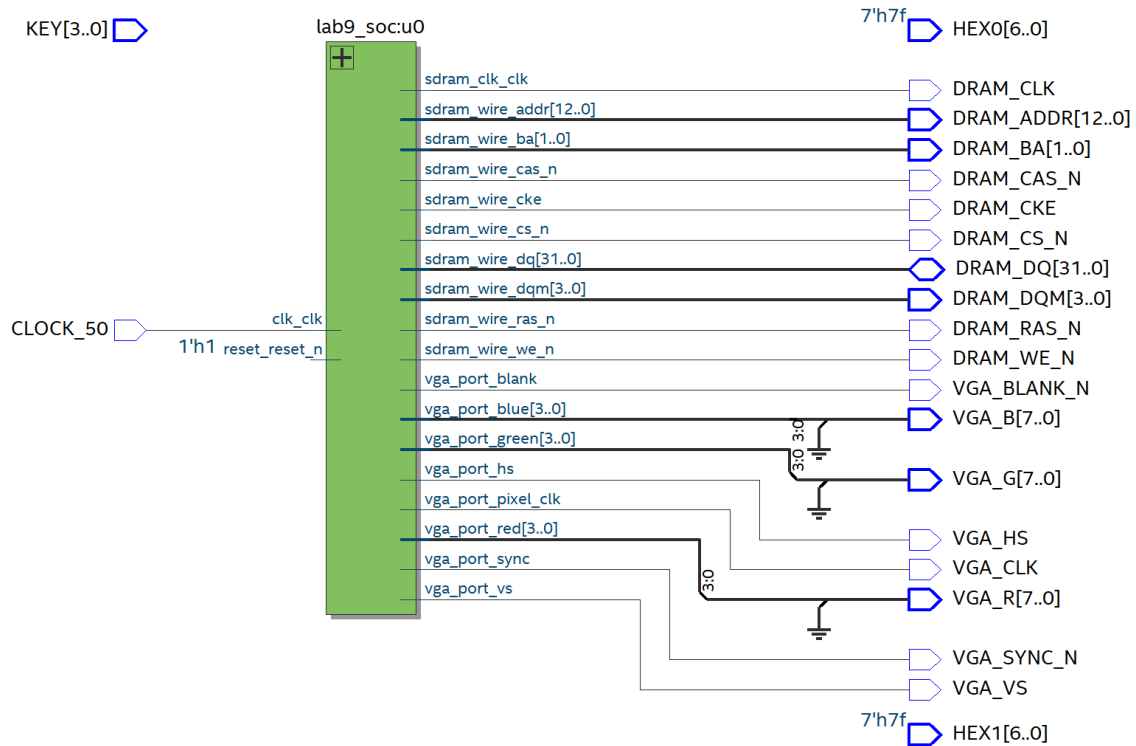 KEY[3..0]
lab9_soc:u0
7'h7f
HEX0[6..0]
sdram_clk_clk
DRAM_CLK
sdram_wire_addr[12..0]
DRAM_ADDR[12..0]
sdram_wire_ba[1..0]
DRAM_BA[1..0]
sdram_wire_cas_n
DRAM_CAS_N
sdram_wire_cke
DRAM_CKE
sdram_wire_cs_n
DRAM_CS_N
sdram_wire_dq[31..0]
DRAM_DQ[31..0]
sdram_wire_dqm[3..0]
DRAM_DQM[3..0]
CLOCK_50
clk_clk
sdram_wire_ras_n
DRAM_RAS_N
1'h1
reset_reset_n
sdram_wire_we_n
DRAM_WE_N
vga_port_blank
VGA_BLANK_N
vga_port_blue[3..0]
3:0
VGA_B[7..0]
vga_port_green[3..0]
3:0
vga_port_hs
VGA_G[7..0]
vga_port_pixel_clk
vga_port_red[3..0]
VGA_HS
vga_port_sync
VGA_CLK
3:0
vga_port_vs
VGA_R[7..0]
VGA_SYNC_N
VGA_VS
7'h7f
HEX1[6..0]